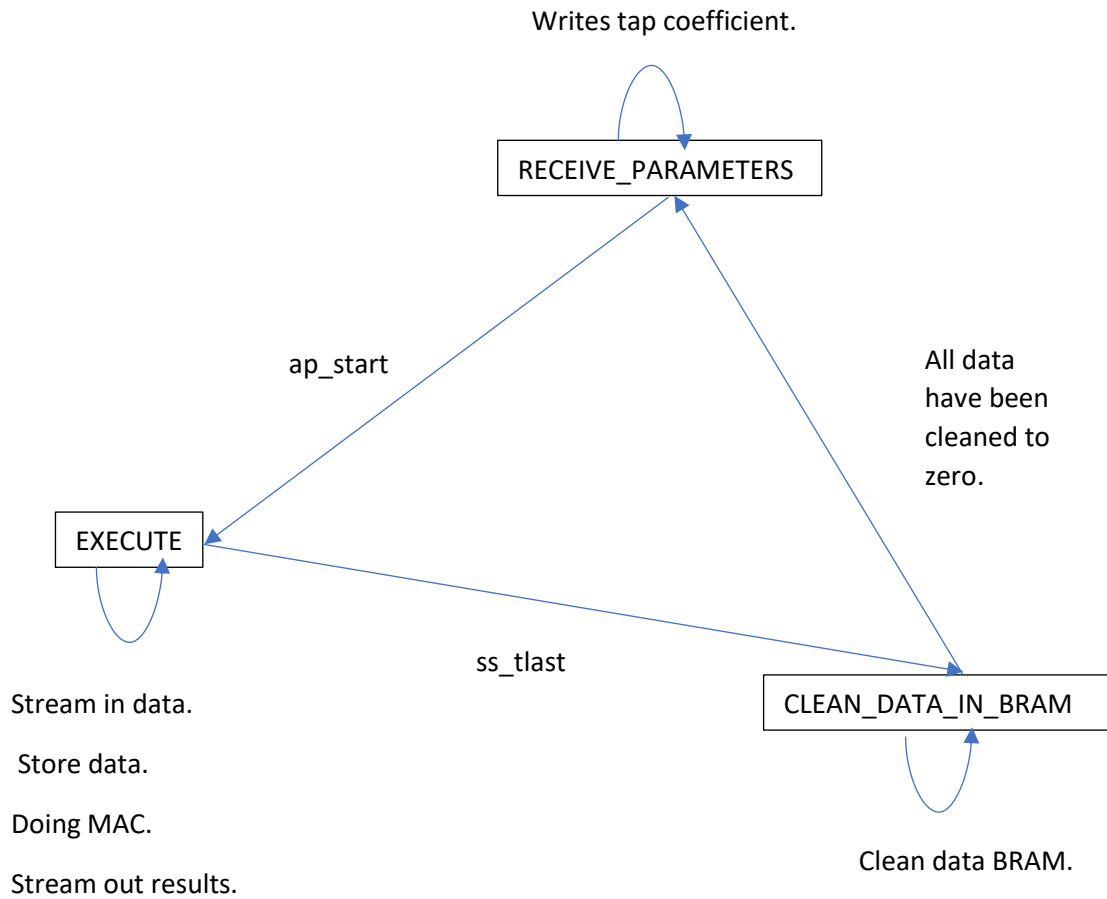 Writes tap coefficient.
RECEIVE_PARAMETERS
ap_start
All data
have been
cleaned to
zero.
EXECUTE
ss_tlast
CLEAN_DATA_IN_BRAM
Stream in data.
Store data.
Doing MAC.
Stream out results.
Clean data BRAM.